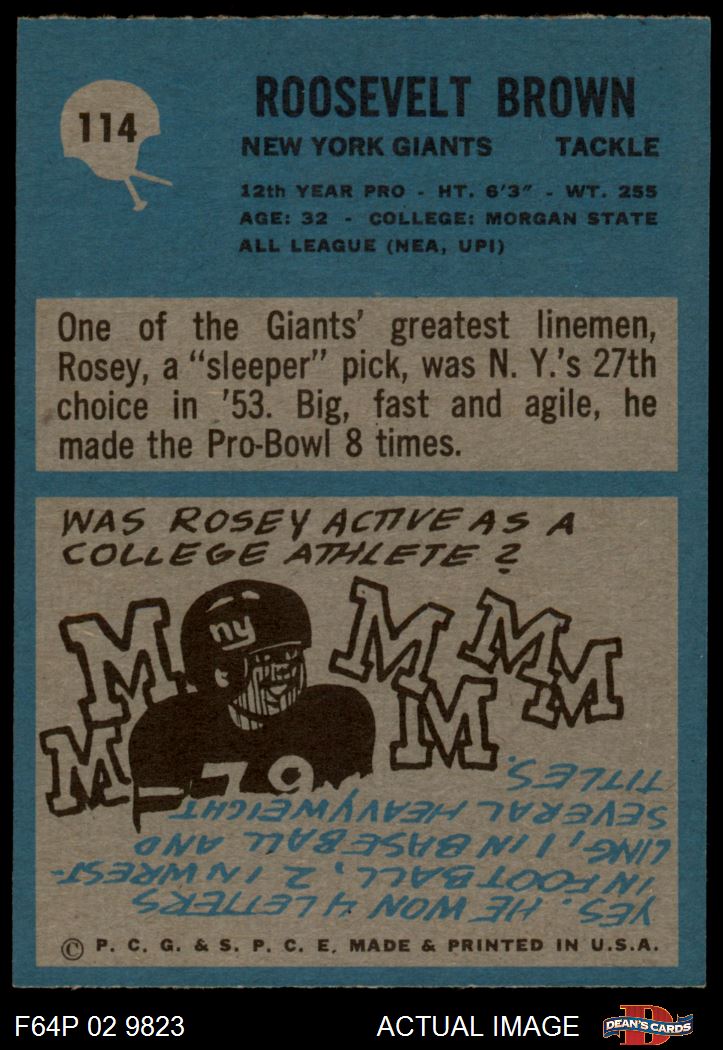 114
ROOSEVELT BROWN
NEW YORK GIANTS TACKLE
12th YEAR PRO - HT. 6'3" - WT. 255
AGE: 32 - COLLEGE: MORGAN STATE
ALL LEAGUE (NEA, UPI)
One of the Giants' greatest linemen,
Rosey, a "sleeper" pick, was N. Y.'s 27th
choice in '53. Big, fast and agile, he
made the Pro-Bowl 8 times.
WAS ROSEY ACTIVE AS A
COLLEGE ATHLETE?
M M M M
ny
M M
79
YES. HE WON 4 LETTERS
IN FOOTBALL, 2 IN WREST-
LING, 1 IN BASEBALL AND
SEVERAL HEAVYWEIGHT
TITLES.
© P. C. G. & S. P. C. E. MADE & PRINTED IN U.S.A.
F64P 02 9823 ACTUAL IMAGE
D
DEAN'S CARDS